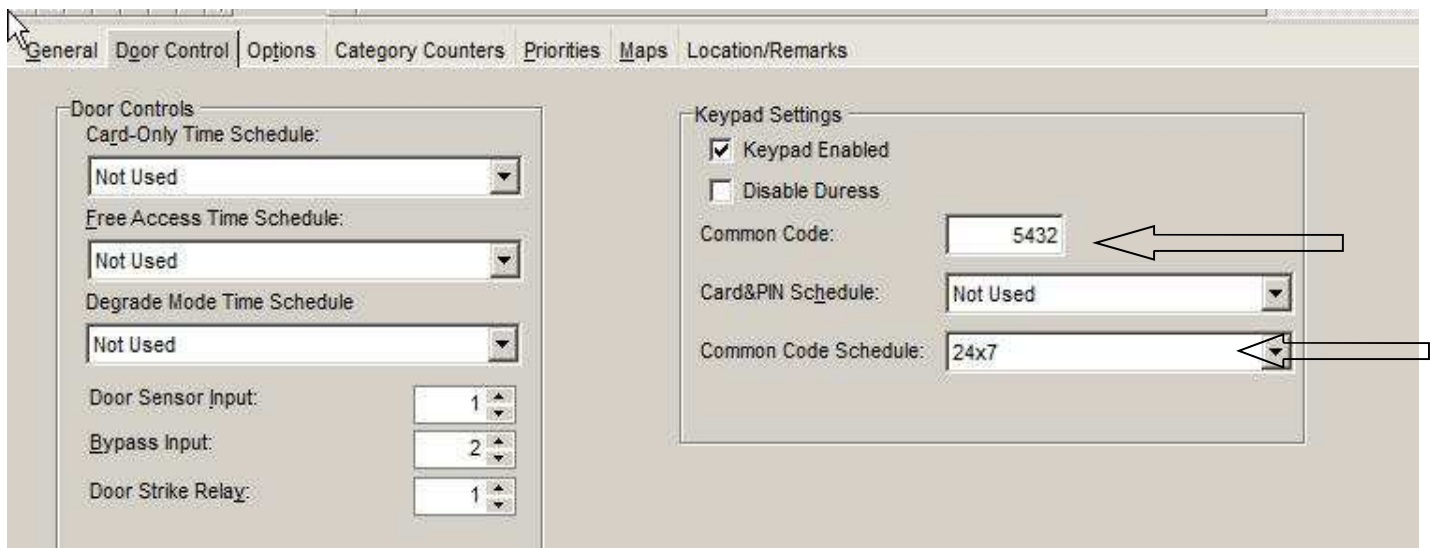 General Door Control Options Category Counters Priorities Maps Location/Remarks
Door Controls
Card-Only Time Schedule:
Not Used
Free Access Time Schedule:
Not Used
Degrade Mode Time Schedule
Not Used
Door Sensor Input: 1
Bypass Input: 2
Door Strike Relay: 1
Keypad Settings
Keypad Enabled
Disable Duress
Common Code: 5432
Card&PIN Schedule: Not Used
Common Code Schedule: 24x7